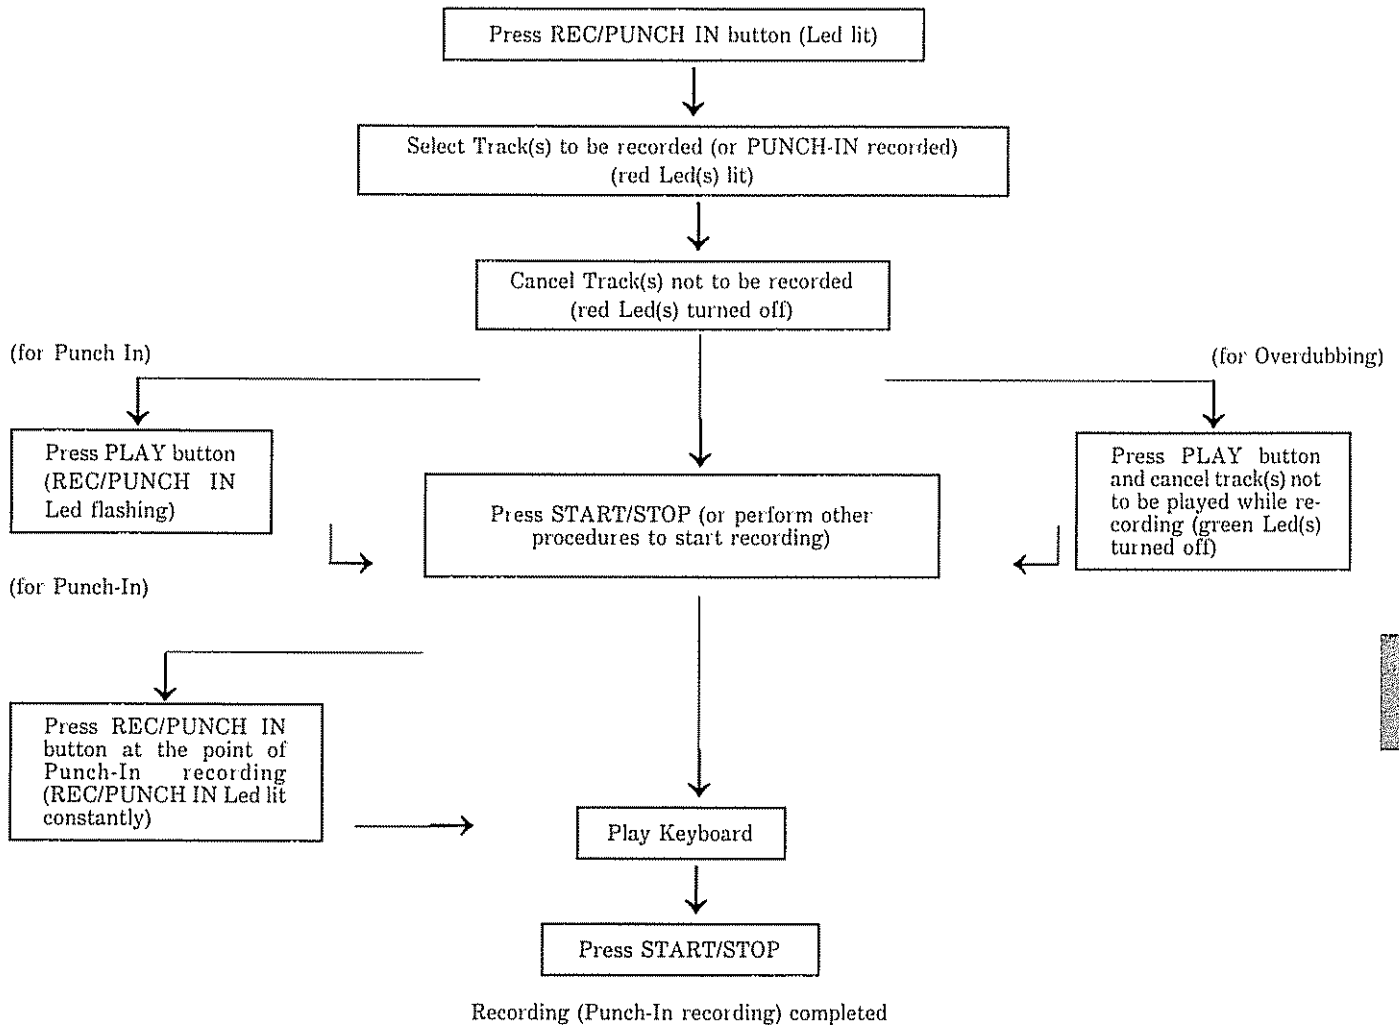 Press REC/PUNCH IN button (Led lit)
Select Track(s) to be recorded (or PUNCH-IN recorded)
(red Led(s) lit)
Cancel Track(s) not to be recorded
(red Led(s) turned off)
(for Punch In)
(for Overdubbing)
Press PLAY button
(REC/PUNCH IN
Led flashing)
Press START/STOP (or perform other
procedures to start recording)
Press PLAY button
and cancel track(s) not
to be played while re-
cording (green Led(s)
turned off)
(for Punch-In)
Press REC/PUNCH IN
button at the point of
Punch-In recording
(REC/PUNCH IN Led lit
constantly)
Play Keyboard
Press START/STOP
Recording (Punch-In recording) completed